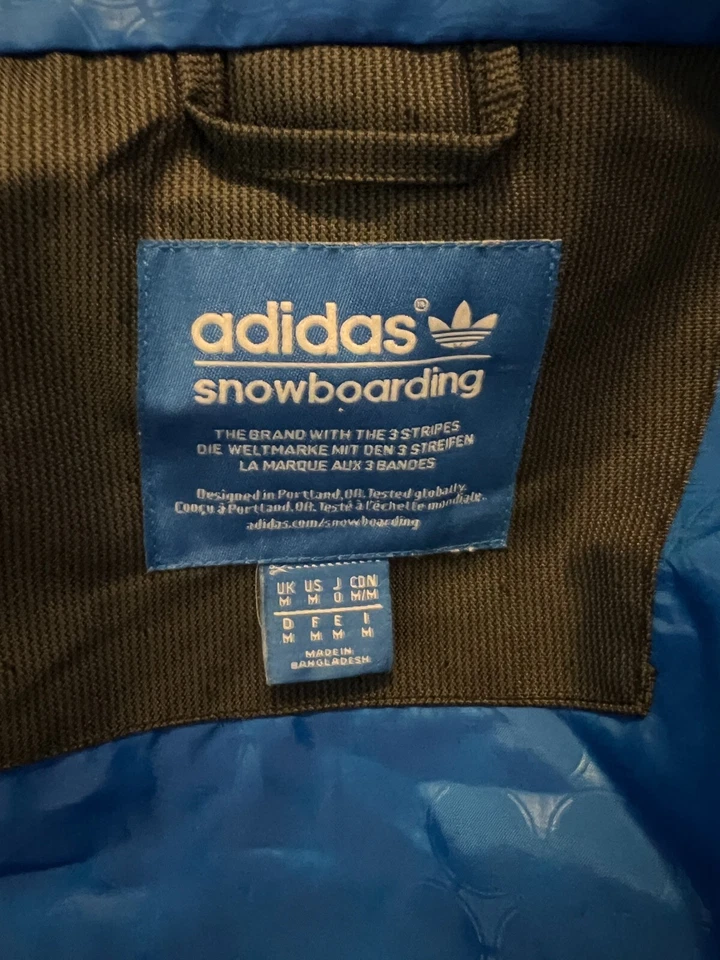 adidas®
snowboarding
THE BRAND WITH THE 3 STRIPES
DIE WELTMARKE MIT DEN 3 STREIFEN
LA MARQUE AUX 3 BANDES
Designed in Portland, OR. Tested globally.
Conçu à Portland, OR. Testé à l'échelle mondiale.
adidas.com/snowboarding
UK US J CDN
M M O M/M
D F E I
M M M M
MADE IN
BANGLADESH